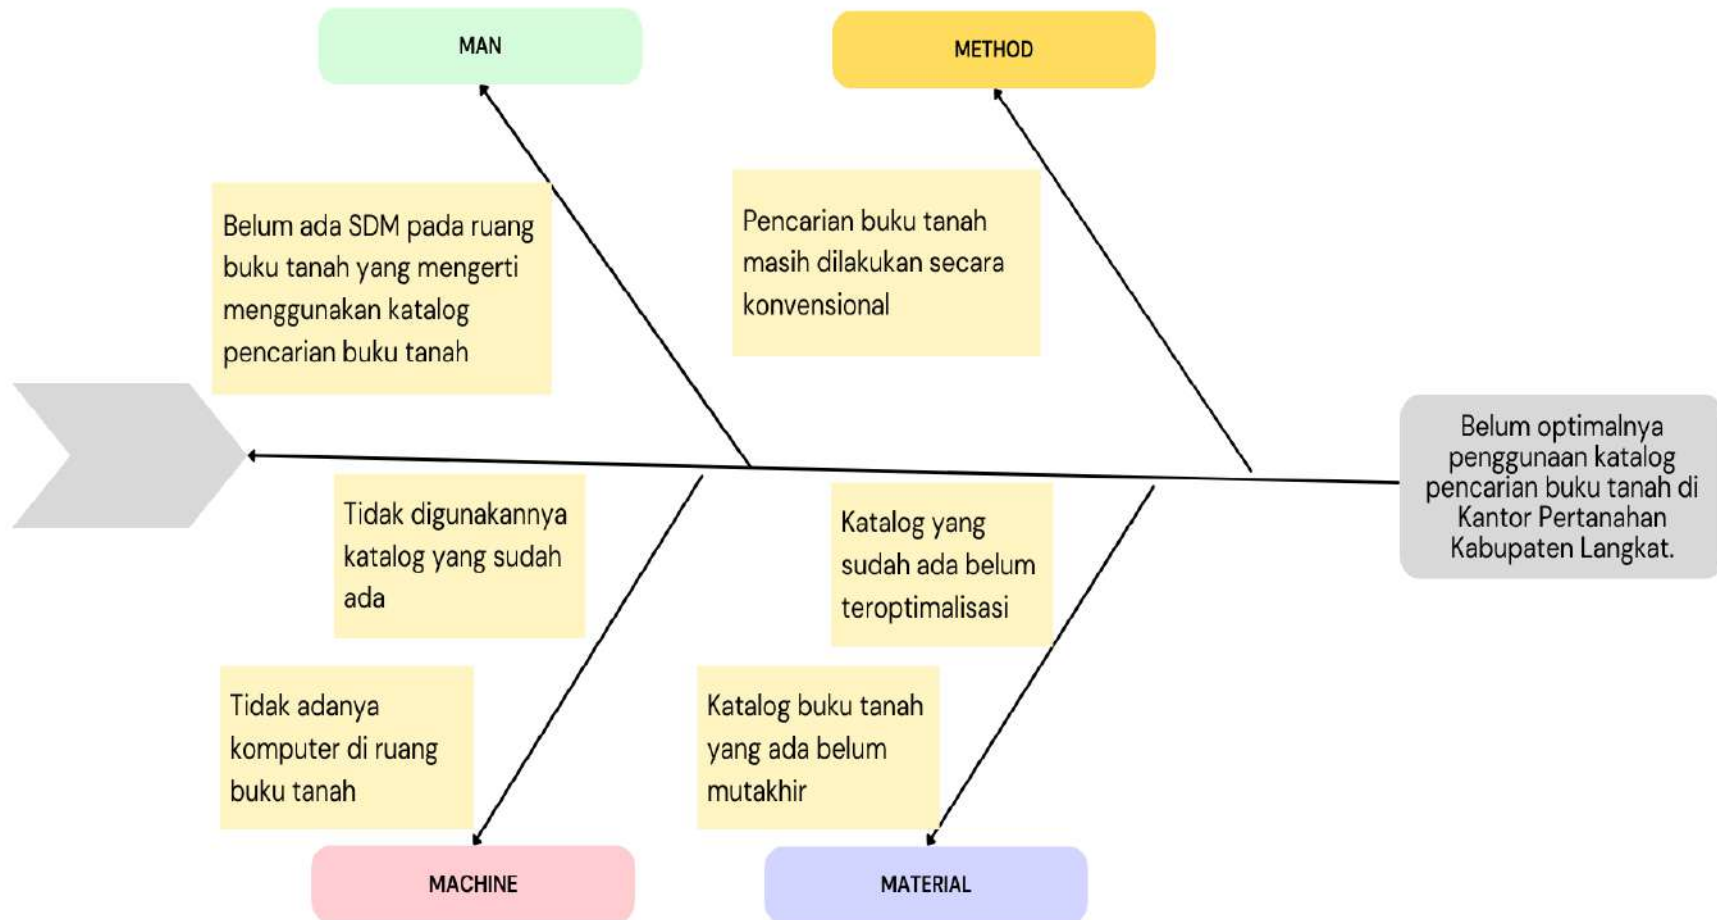 MAN
METHOD
Belum ada SDM pada ruang
buku tanah yang mengerti
menggunakan katalog
pencarian buku tanah
Pencarian buku tanah
masih dilakukan secara
konvensional
Belum optimalnya
penggunaan katalog
pencarian buku tanah di
Kantor Pertanahan
Kabupaten Langkat.
Tidak digunakannya
katalog yang sudah
ada
Katalog yang
sudah ada belum
teroptimalisasi
Tidak adanya
komputer di ruang
buku tanah
Katalog buku tanah
yang ada belum
mutakhir
MACHINE
MATERIAL